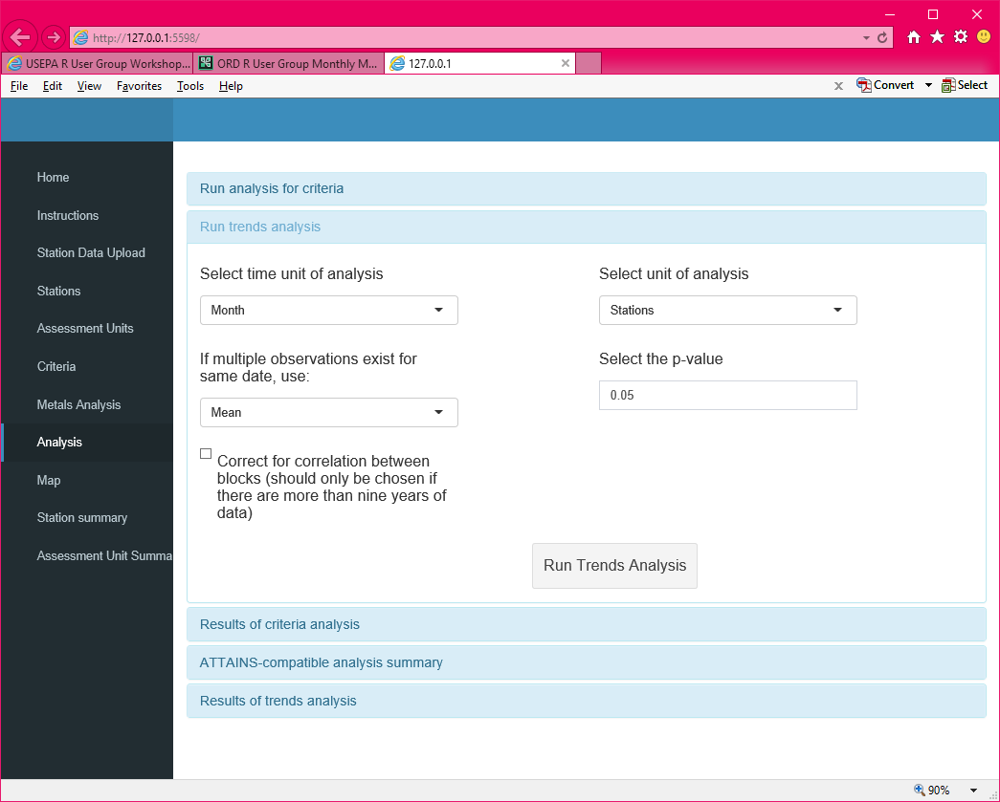 http://127.0.0.1:5598/
USEPA R User Group Workshop...
ORD R User Group Monthly M...
127.0.0.1
File Edit View Favorites Tools Help
Convert
Select
Home
Instructions
Station Data Upload
Stations
Assessment Units
Criteria
Metals Analysis
Analysis
Map
Station summary
Assessment Unit Summa
Run analysis for criteria
Run trends analysis
Select time unit of analysis
Month
Select unit of analysis
Stations
If multiple observations exist for
same date, use:
Mean
Select the p-value
0.05
Correct for correlation between
blocks (should only be chosen if
there are more than nine years of
data)
Run Trends Analysis
Results of criteria analysis
ATTAINS-compatible analysis summary
Results of trends analysis
90%